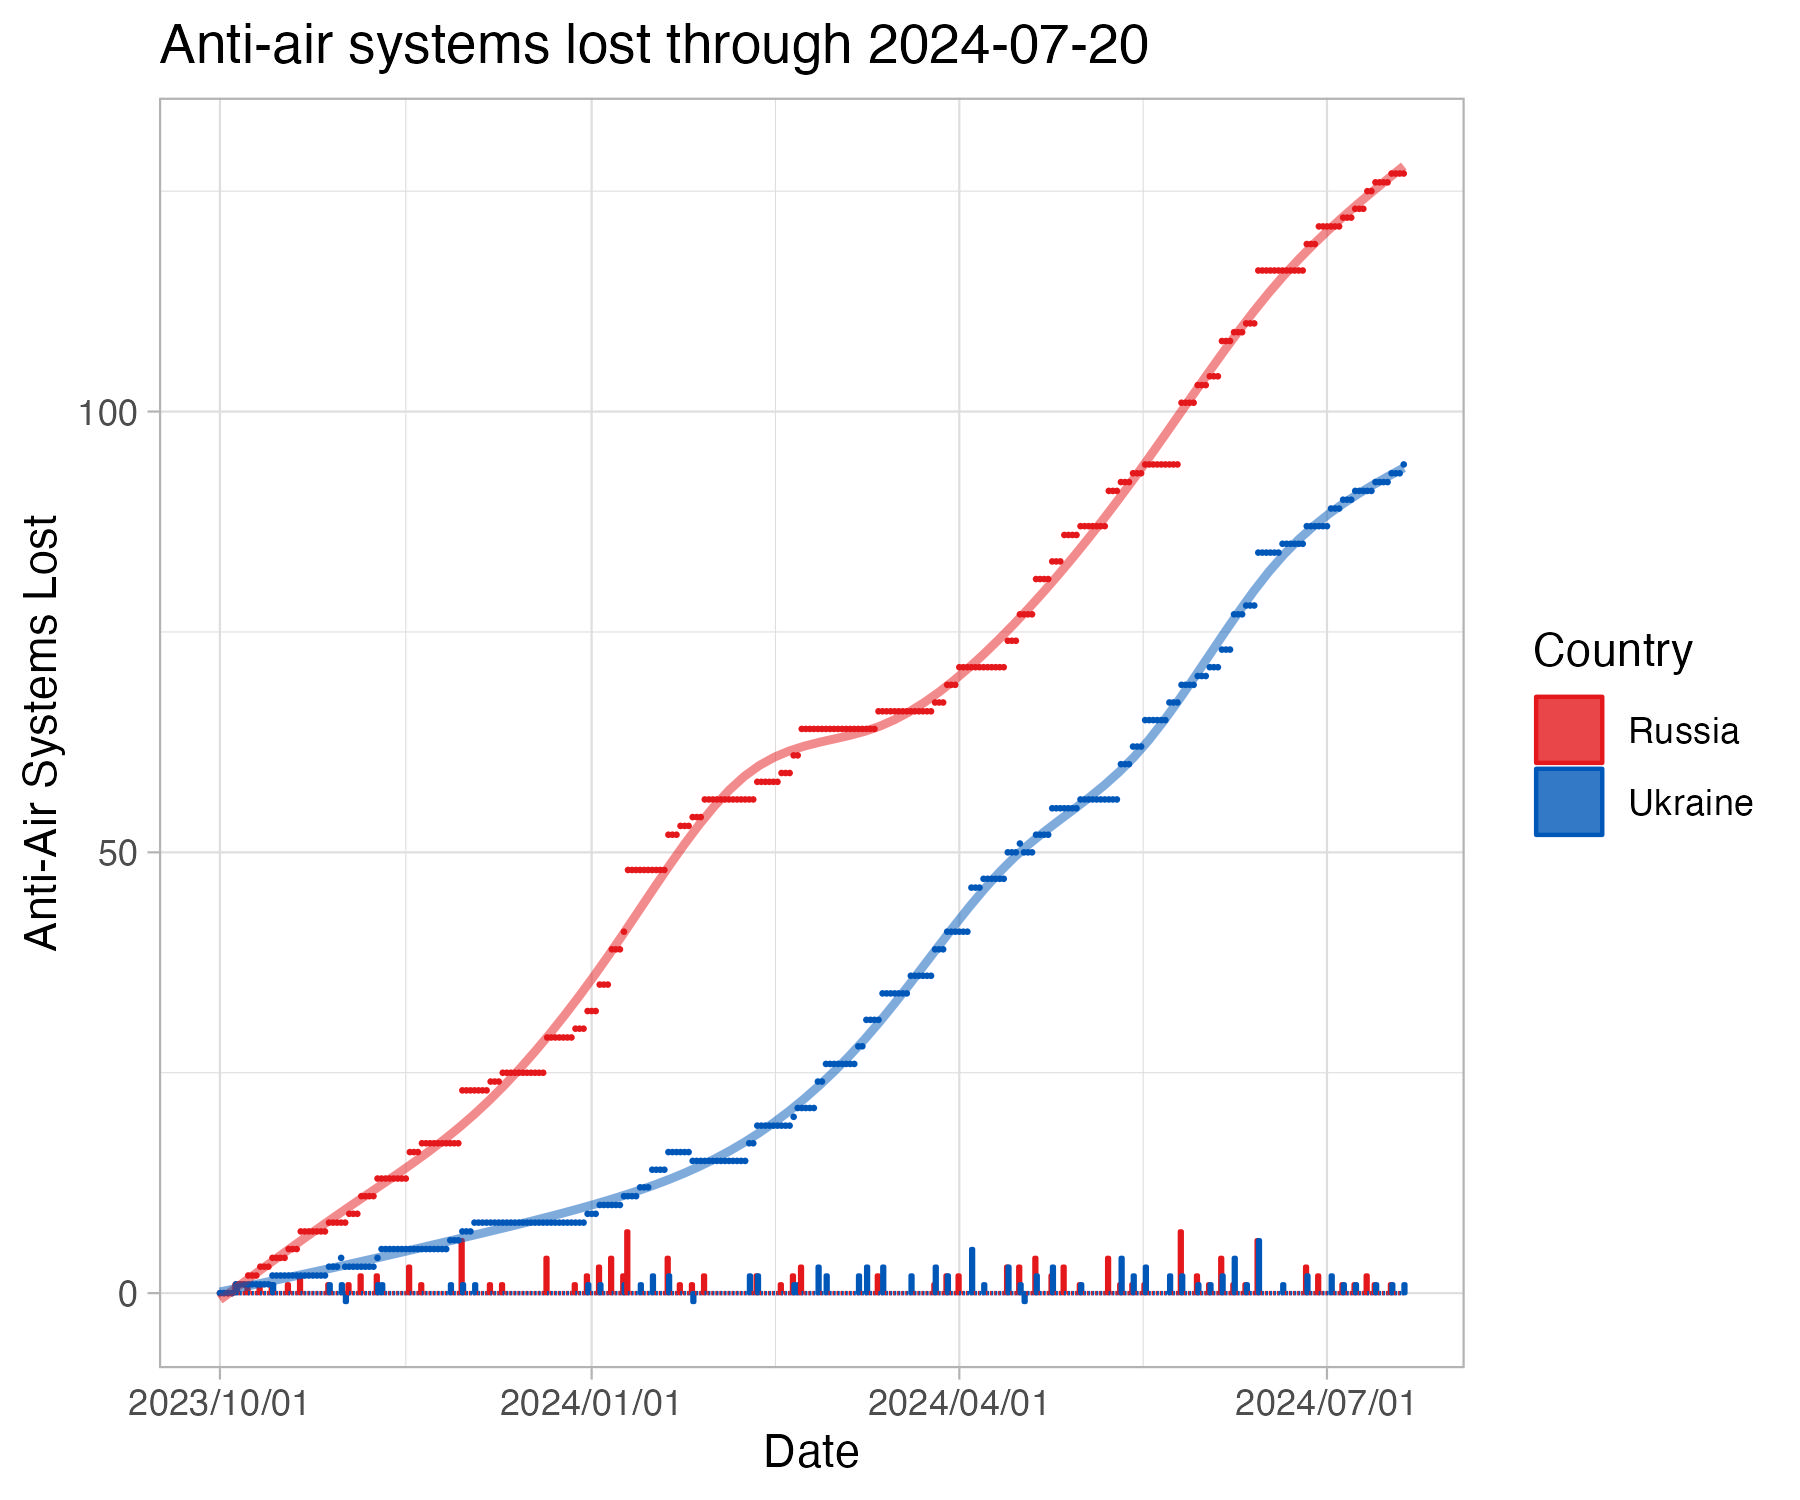 Anti-air systems lost through 2024-07-20
Anti-Air Systems Lost
100
50
0
2023/10/01
2024/01/01
2024/04/01
2024/07/01
Date
Country
Russia
Ukraine